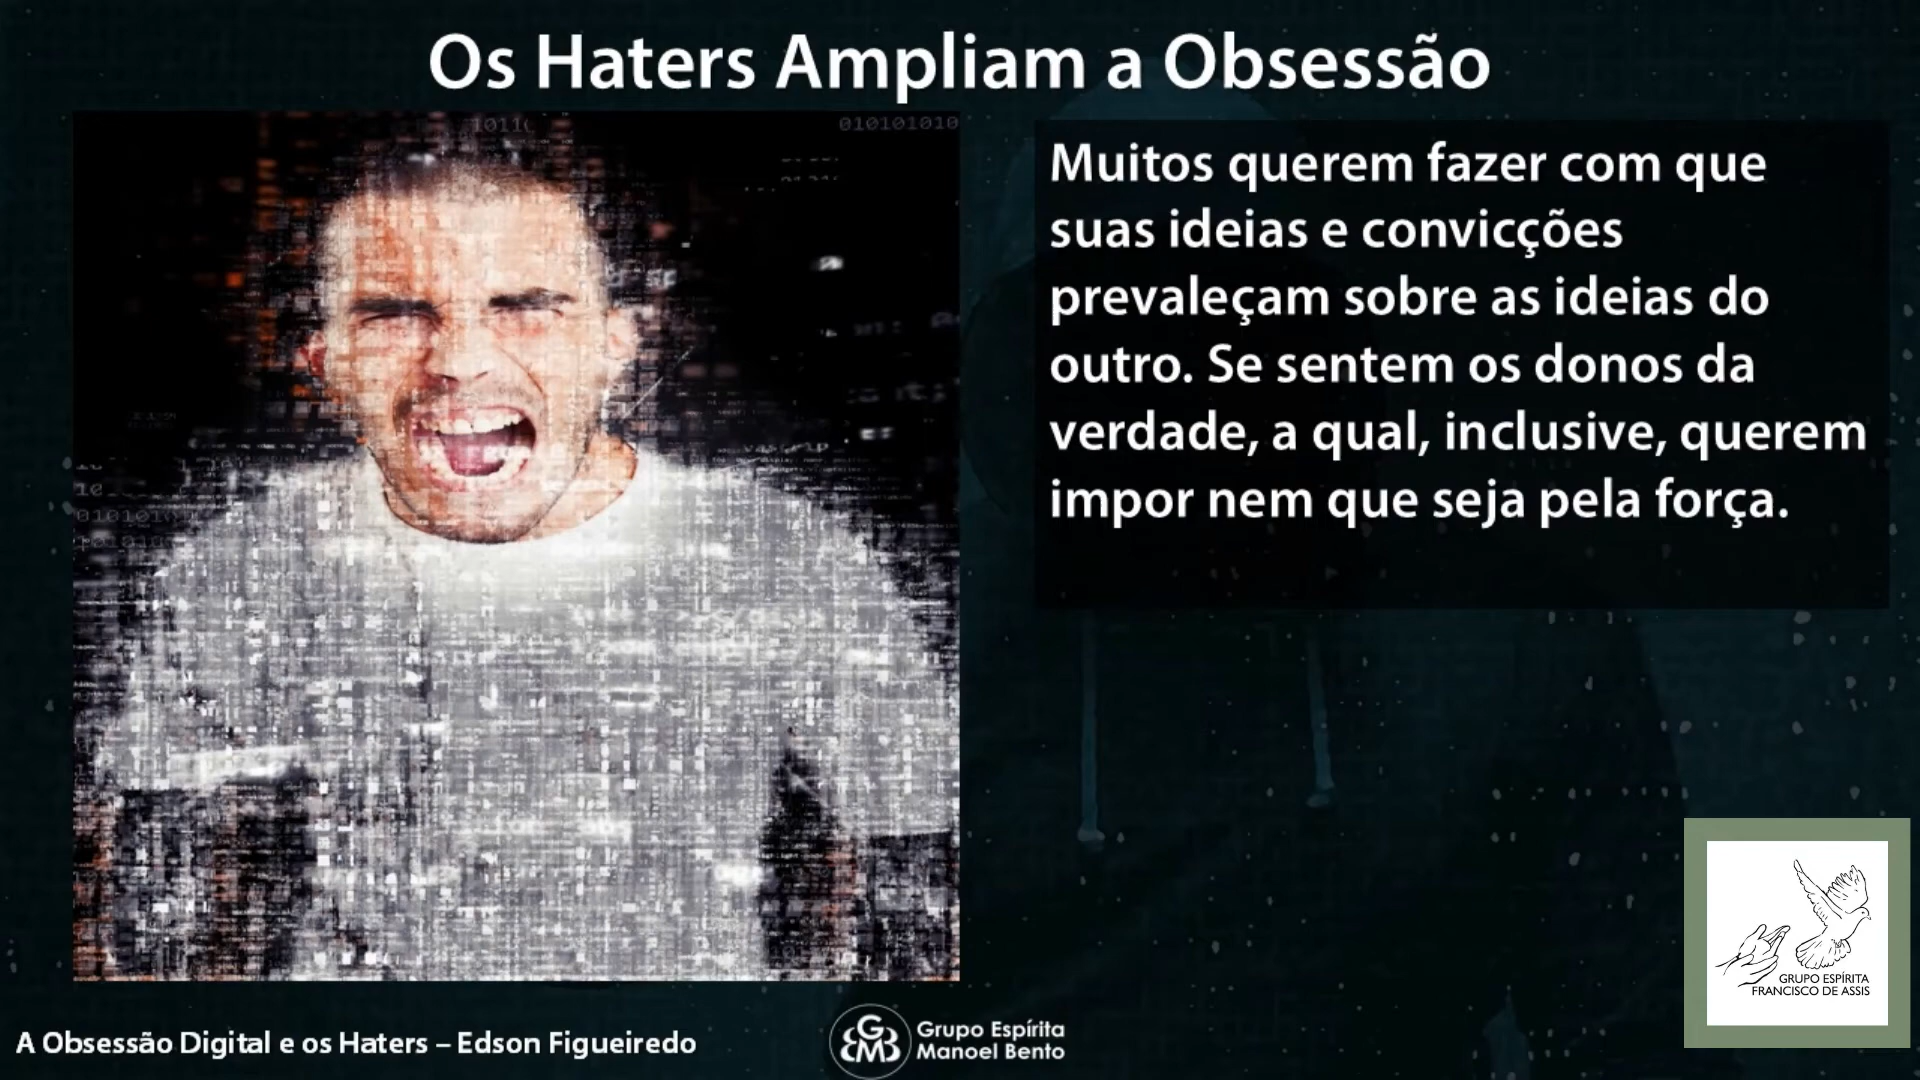 Os Haters Ampliam a Obsessão
010101010
Muitos querem fazer com que
suas ideias e convicções
prevaleçam sobre as ideias do
outro. Se sentem os donos da
verdade, a qual, inclusive, querem
impor nem que seja pela força.
GRUPO ESPÍRITA
FRANCISCO DE ASSIS
A Obsessão Digital e os Haters – Edson Figueiredo
GMB
Grupo Espírita
Manoel Bento